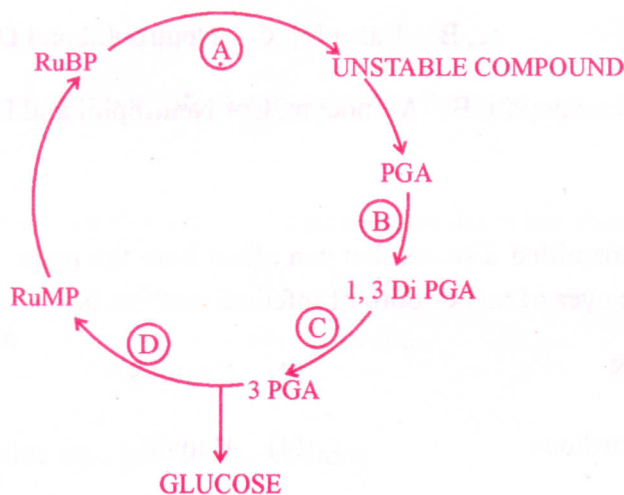 RuBP
A
UNSTABLE COMPOUND
PGA
B
1, 3 Di PGA
C
3 PGA
D
RuMP
GLUCOSE